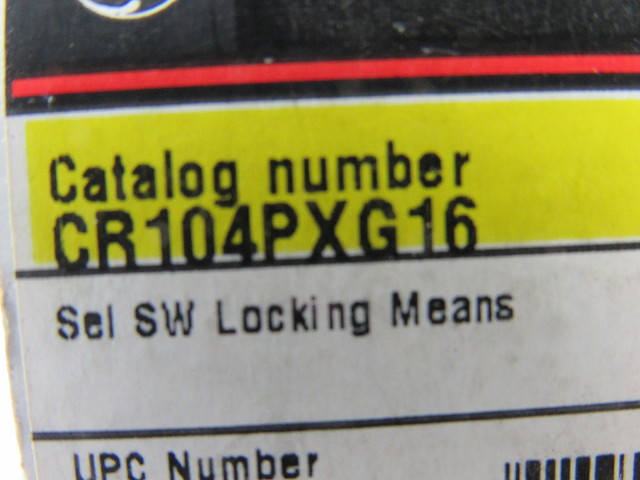 Catalog number
CR104PXG16
Sel SW Locking Means
UPC Number